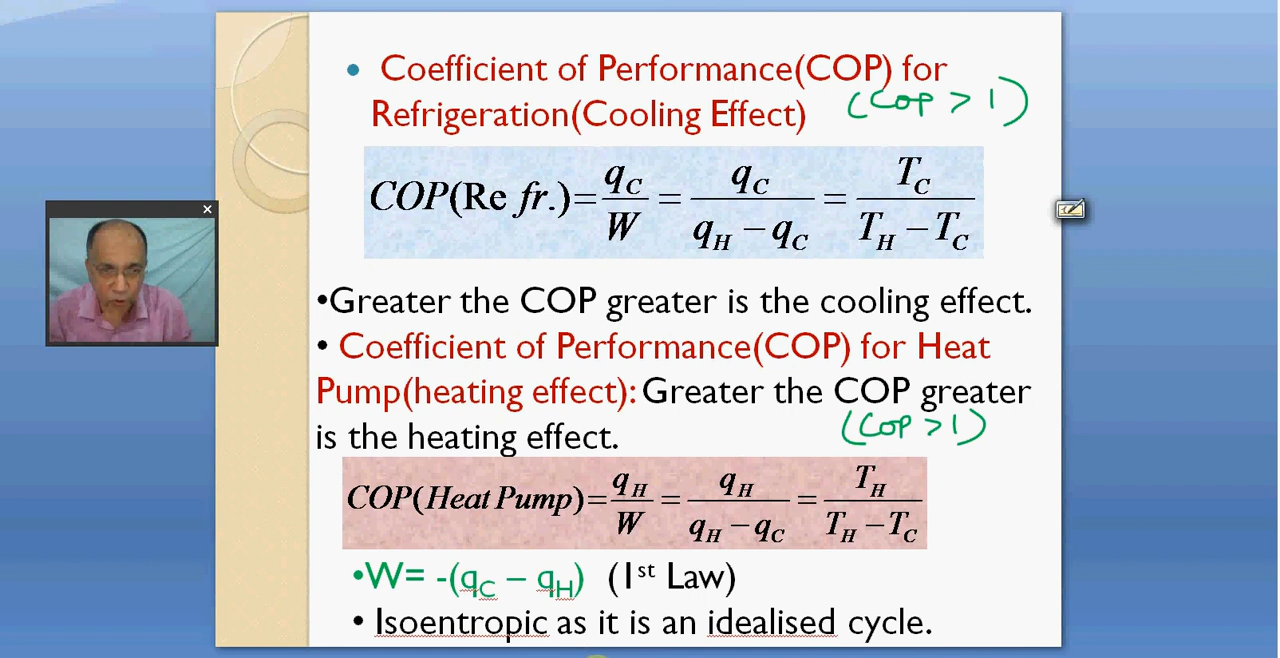 • Coefficient of Performance(COP) for
Refrigeration(Cooling Effect) (COP > 1)
COP(Re fr.)= qC/W = qC/(qH − qC) = TC/(TH − TC)
•Greater the COP greater is the cooling effect.
• Coefficient of Performance(COP) for Heat
Pump(heating effect): Greater the COP greater
is the heating effect. (COP > 1)
COP(Heat Pump)= qH/W = qH/(qH − qC) = TH/(TH − TC)
•W= -(qC – qH) (1st Law)
• Isoentropic as it is an idealised cycle.